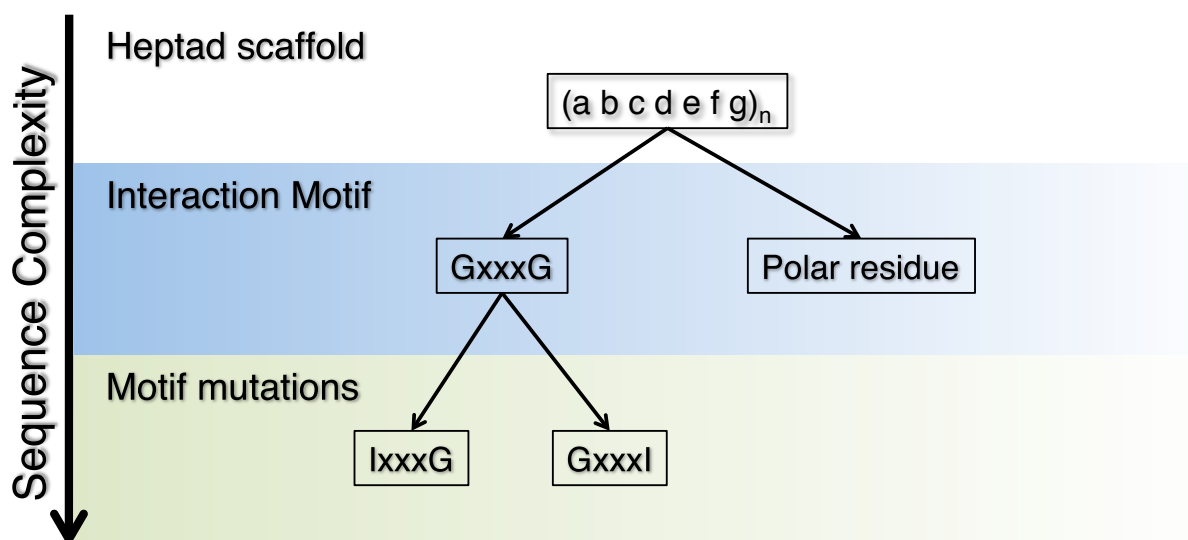 Sequence Complexity
Heptad scaffold
(a b c d e f g)n
Interaction Motif
GxxxG
Polar residue
Motif mutations
IxxxG
GxxxI